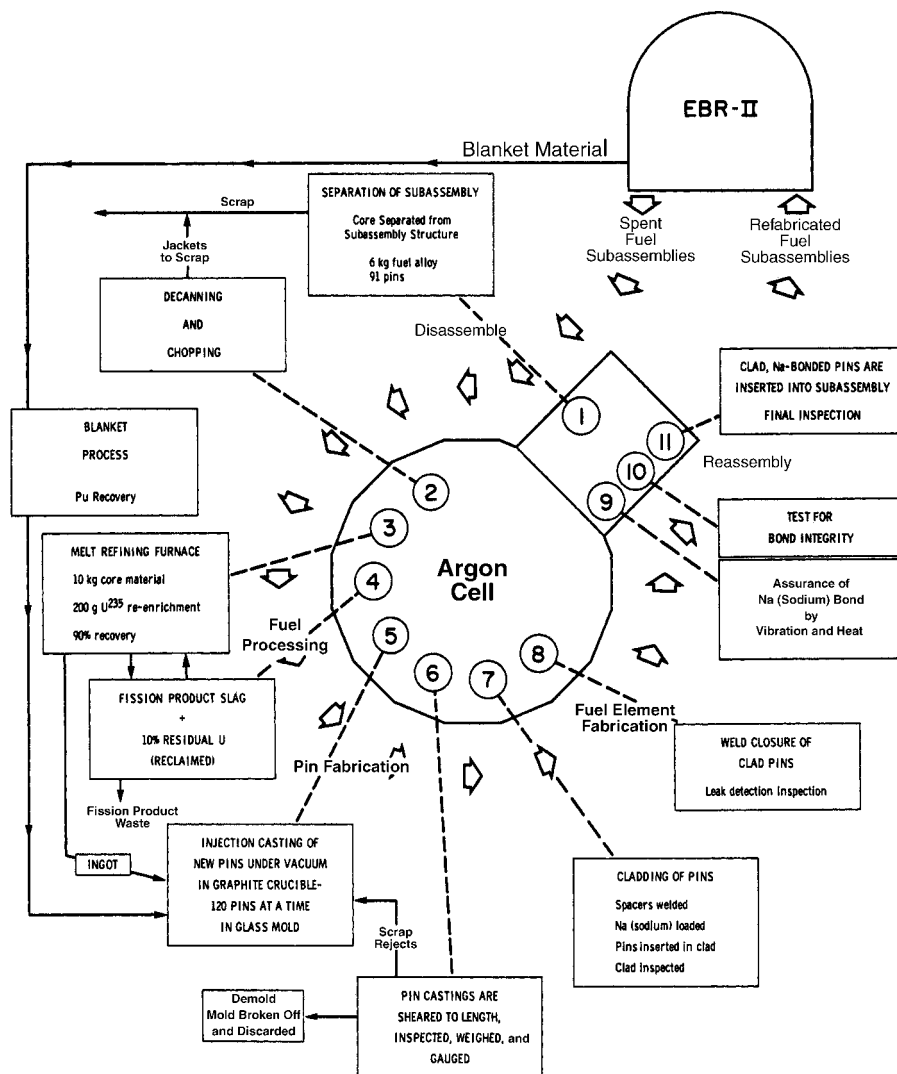 EBR-II
Blanket Material
SEPARATION OF SUBASSEMBLY
Core Separated from
Subassembly Structure
6 kg fuel alloy
91 pins
Scrap
Jackets
to Scrap
Spent
Fuel
Subassemblies
Refabricated
Fuel
Subassemblies
DECANNING
AND
CHOPPING
Disassemble
CLAD, Na-BONDED PINS ARE
INSERTED INTO SUBASSEMBLY
FINAL INSPECTION
BLANKET
PROCESS
Pu Recovery
1
11
10
9
Reassembly
2
3
TEST FOR
BOND INTEGRITY
MELT REFINING FURNACE
10 kg core material
200 g U235 re-enrichment
90% recovery
Argon
Cell
4
5
6
7
8
Assurance of
Na (Sodium) Bond
by
Vibration and Heat
Fuel
Processing
FISSION PRODUCT SLAG
+
10% RESIDUAL U
(RECLAIMED)
Fuel Element
Fabrication
WELD CLOSURE OF
CLAD PINS
Leak detection inspection
Pin Fabrication
Fission Product
Waste
INGOT
INJECTION CASTING OF
NEW PINS UNDER VACUUM
IN GRAPHITE CRUCIBLE-
120 PINS AT A TIME
IN GLASS MOLD
Scrap
Rejects
CLADDING OF PINS
Spacers welded
Na (sodium) loaded
Pins inserted in clad
Clad inspected
Demold
Mold Broken Off
and Discarded
PIN CASTINGS ARE
SHEARED TO LENGTH,
INSPECTED, WEIGHED, and
GAUGED